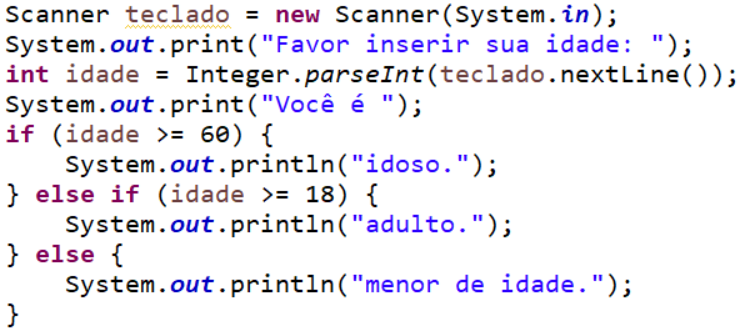 Scanner teclado = new Scanner(System.in);
System.out.print("Favor inserir sua idade: ");
int idade = Integer.parseInt(teclado.nextLine());
System.out.print("Você é ");
if (idade >= 60) {
    System.out.println("idoso.");
} else if (idade >= 18) {
    System.out.println("adulto.");
} else {
    System.out.println("menor de idade.");
}